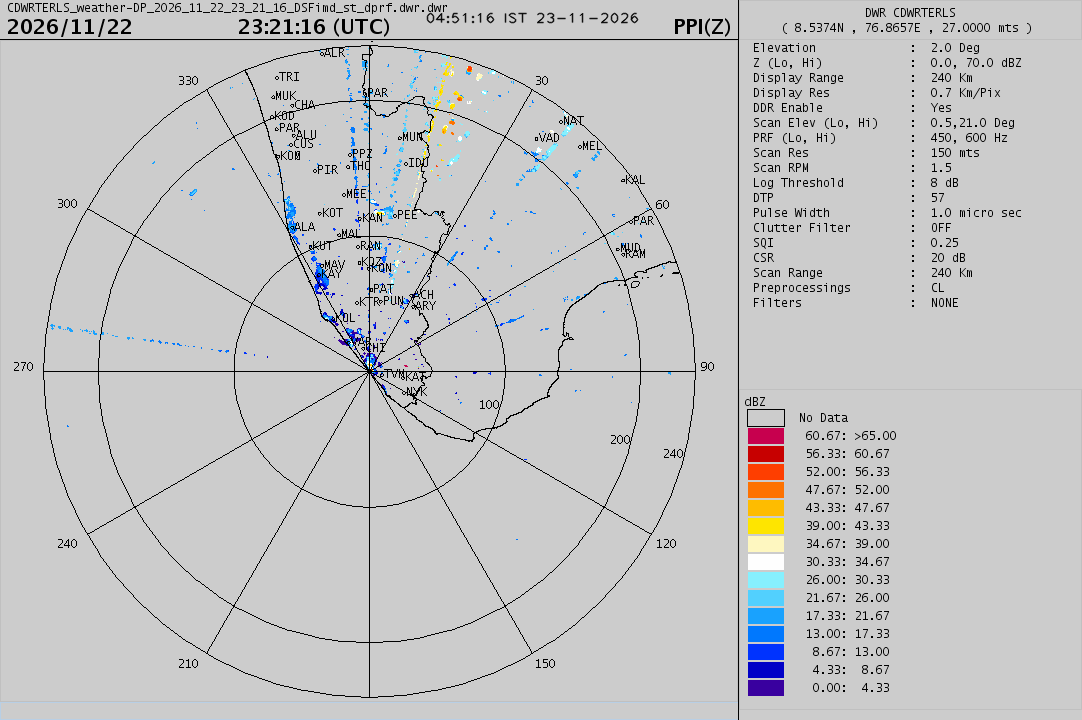 CDWRTERLS_weather-DP_2026_11_22_23_21_16_DSFimd_st_dprf.dwr.dwr
04:51:16 IST 23-11-2026
2026/11/22 23:21:16 (UTC) PPI(Z)
DWR CDWRTERLS
( 8.5374N , 76.8657E , 27.0000 mts )
Elevation : 2.0 Deg
Z (Lo, Hi) : 0.0, 70.0 dBZ
Display Range : 240 Km
Display Res : 0.7 Km/Pix
DDR Enable : Yes
Scan Elev (Lo, Hi) : 0.5,21.0 Deg
PRF (Lo, Hi) : 450, 600 Hz
Scan Res : 150 mts
Scan RPM : 1.5
Log Threshold : 8 dB
DTP : 57
Pulse Width : 1.0 micro sec
Clutter Filter : OFF
SQI : 0.25
CSR : 20 dB
Scan Range : 240 Km
Preprocessings : CL
Filters : NONE
dBZ
No Data
60.67: >65.00
56.33: 60.67
52.00: 56.33
47.67: 52.00
43.33: 47.67
39.00: 43.33
34.67: 39.00
30.33: 34.67
26.00: 30.33
21.67: 26.00
17.33: 21.67
13.00: 17.33
8.67: 13.00
4.33: 8.67
0.00: 4.33
ALR
330
TRI
30
MUK
PAR
CHA
KOD
NAT
PAR
ALU
MUN
VAD
CUS
MEL
KON
PPZ
THO
IDU
PIR
KAL
MEE
300
60
KOT
KAN
PEE
PAR
ALA
MAL
KUT
RAN
MUD
RAM
MAV
KOZ
KON
KAY
PAT
ACH
KTR
PUN
ARY
KOL
CHI
270
90
TVM
KAT
NYK
100
200
240
240
120
210
150